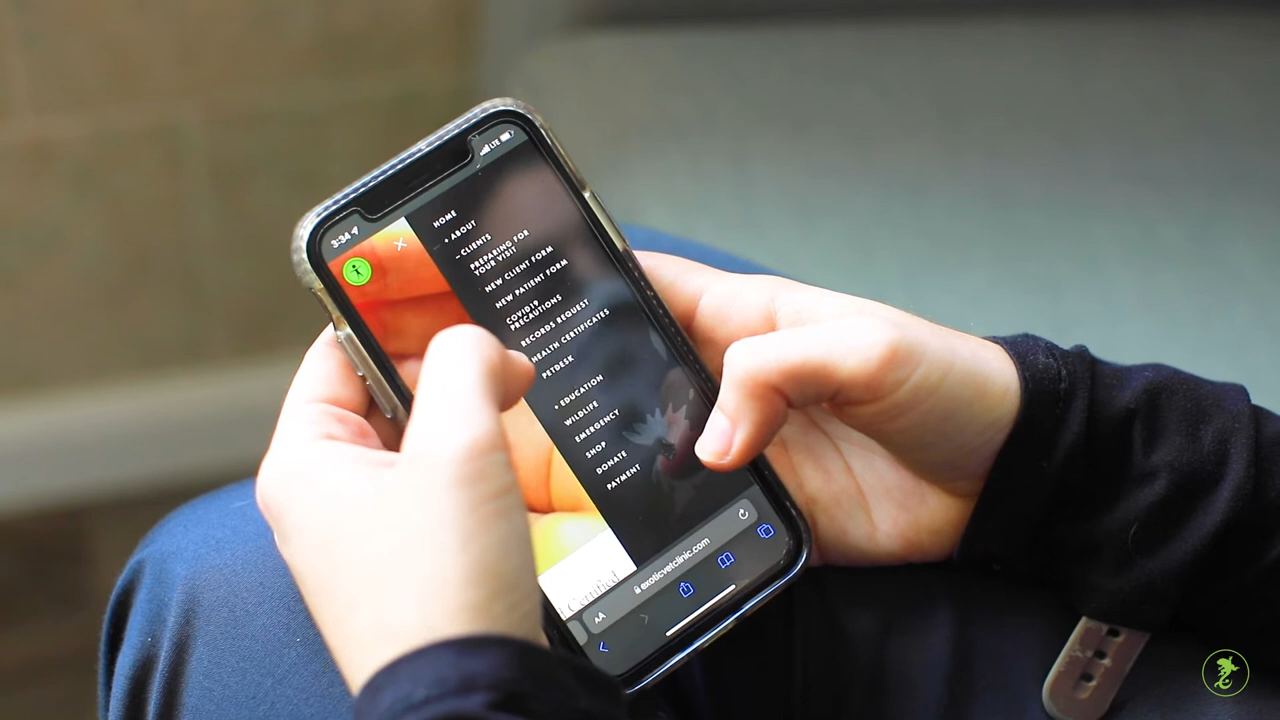 3:34
LTE
HOME
+ ABOUT
– CLIENTS
PREPARING FOR
YOUR VISIT
NEW CLIENT FORM
NEW PATIENT FORM
COVID19
PRECAUTIONS
RECORDS REQUEST
HEALTH CERTIFICATES
PETDESK
+ EDUCATION
WILDLIFE
EMERGENCY
SHOP
DONATE
PAYMENT
Certified
AA exoticvetclinic.com